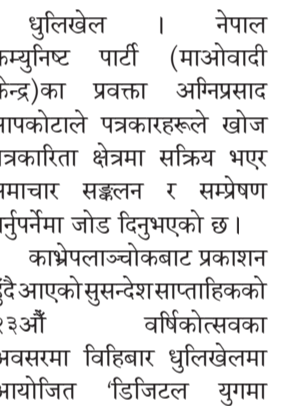 धुलिखेल । नेपाल
कम्युनिष्ट पार्टी (माओवादी
केन्द्र)का प्रवक्ता अग्निप्रसाद
सापकोटाले पत्रकारहरूले खोज
पत्रकारिता क्षेत्रमा सक्रिय भएर
समाचार सङ्कलन र सम्प्रेषण
गर्नुपर्नेमा जोड दिनुभएको छ ।
काभ्रेपलाञ्चोकबाट प्रकाशन
हुँदै आएको सुसन्देश साप्ताहिकको
१३औँ वर्षिकोत्सवका
अवसरमा विहिबार धुलिखेलमा
आयोजित ‘डिजिटल युगमा